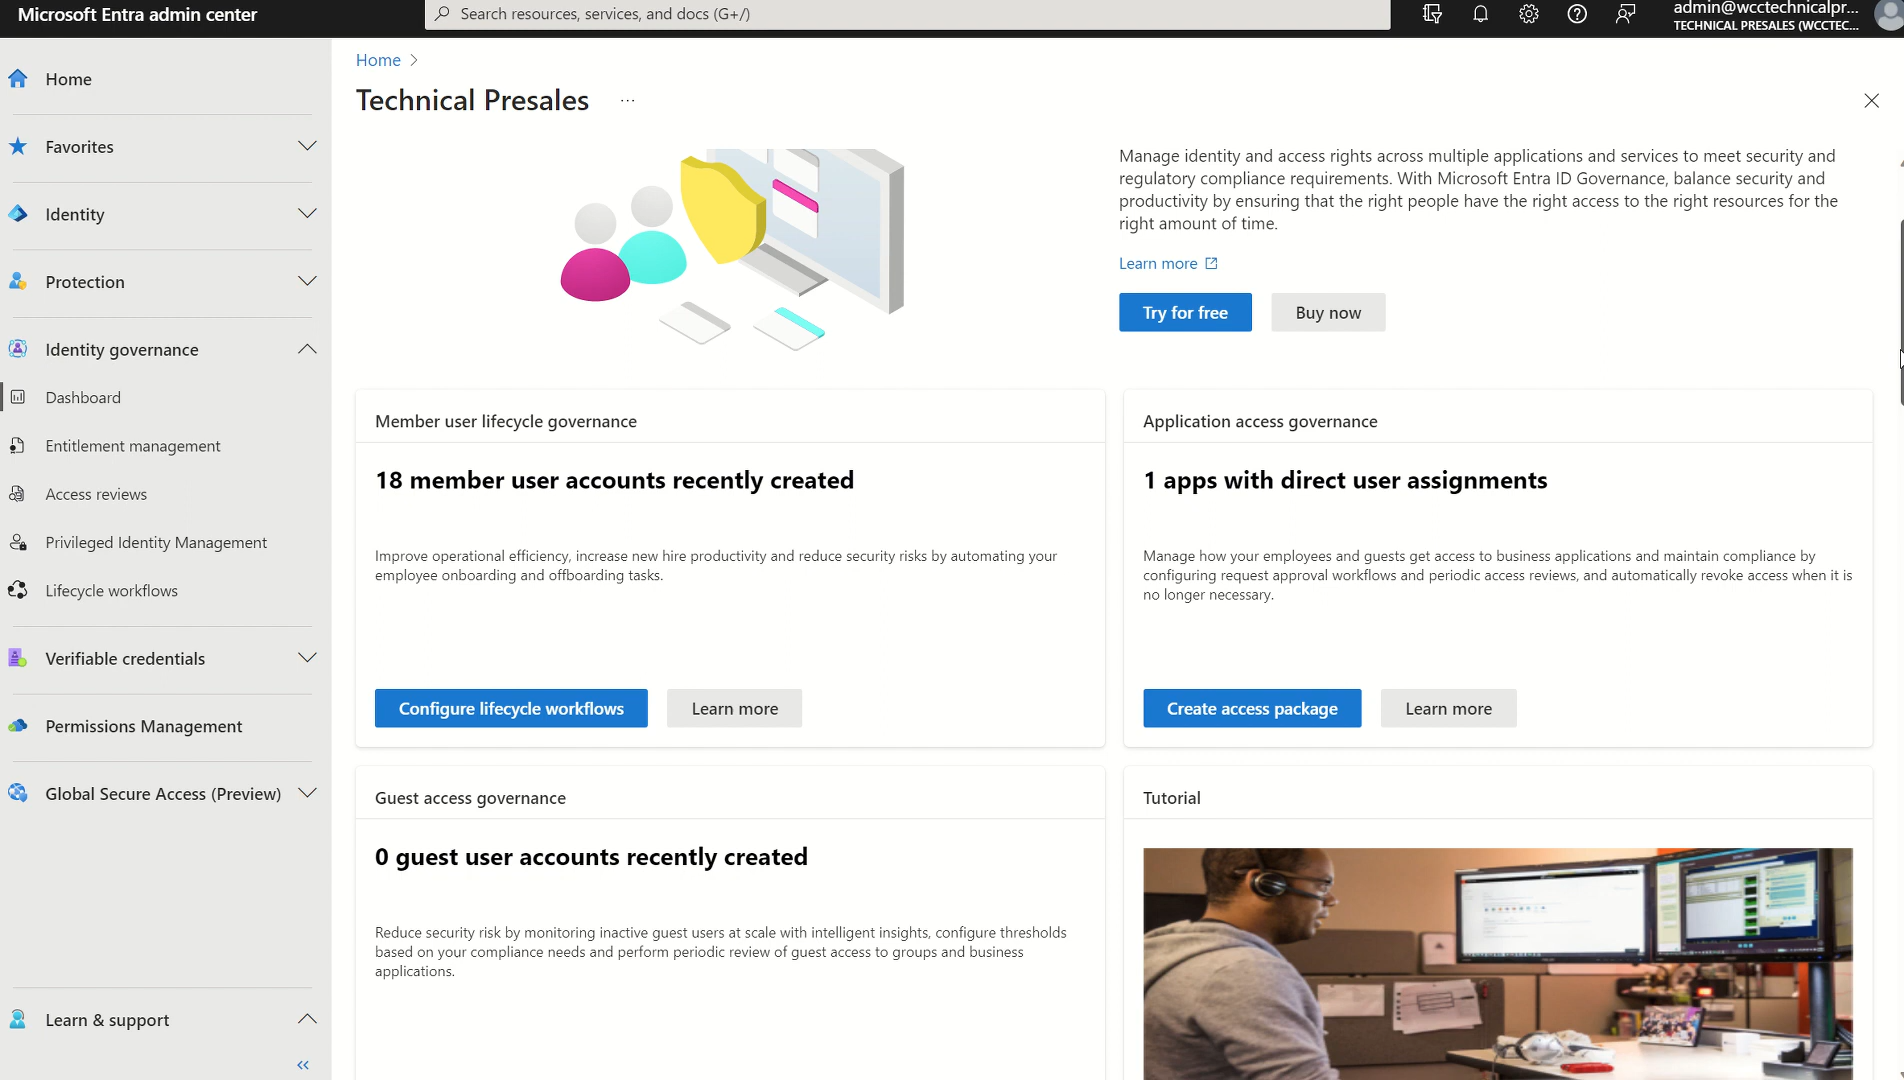 Microsoft Entra admin center
Search resources, services, and docs (G+/)
admin@wcctechnicalpr...
TECHNICAL PRESALES (WCCTEC...
Home
Favorites
Identity
Protection
Identity governance
Dashboard
Entitlement management
Access reviews
Privileged Identity Management
Lifecycle workflows
Verifiable credentials
Permissions Management
Global Secure Access (Preview)
Learn & support
Home
Technical Presales
Manage identity and access rights across multiple applications and services to meet security and
regulatory compliance requirements. With Microsoft Entra ID Governance, balance security and
productivity by ensuring that the right people have the right access to the right resources for the
right amount of time.
Learn more
Try for free
Buy now
Member user lifecycle governance
18 member user accounts recently created
Improve operational efficiency, increase new hire productivity and reduce security risks by automating your
employee onboarding and offboarding tasks.
Configure lifecycle workflows
Learn more
Application access governance
1 apps with direct user assignments
Manage how your employees and guests get access to business applications and maintain compliance by
configuring request approval workflows and periodic access reviews, and automatically revoke access when it is
no longer necessary.
Create access package
Learn more
Guest access governance
0 guest user accounts recently created
Reduce security risk by monitoring inactive guest users at scale with intelligent insights, configure thresholds
based on your compliance needs and perform periodic review of guest access to groups and business
applications.
Tutorial